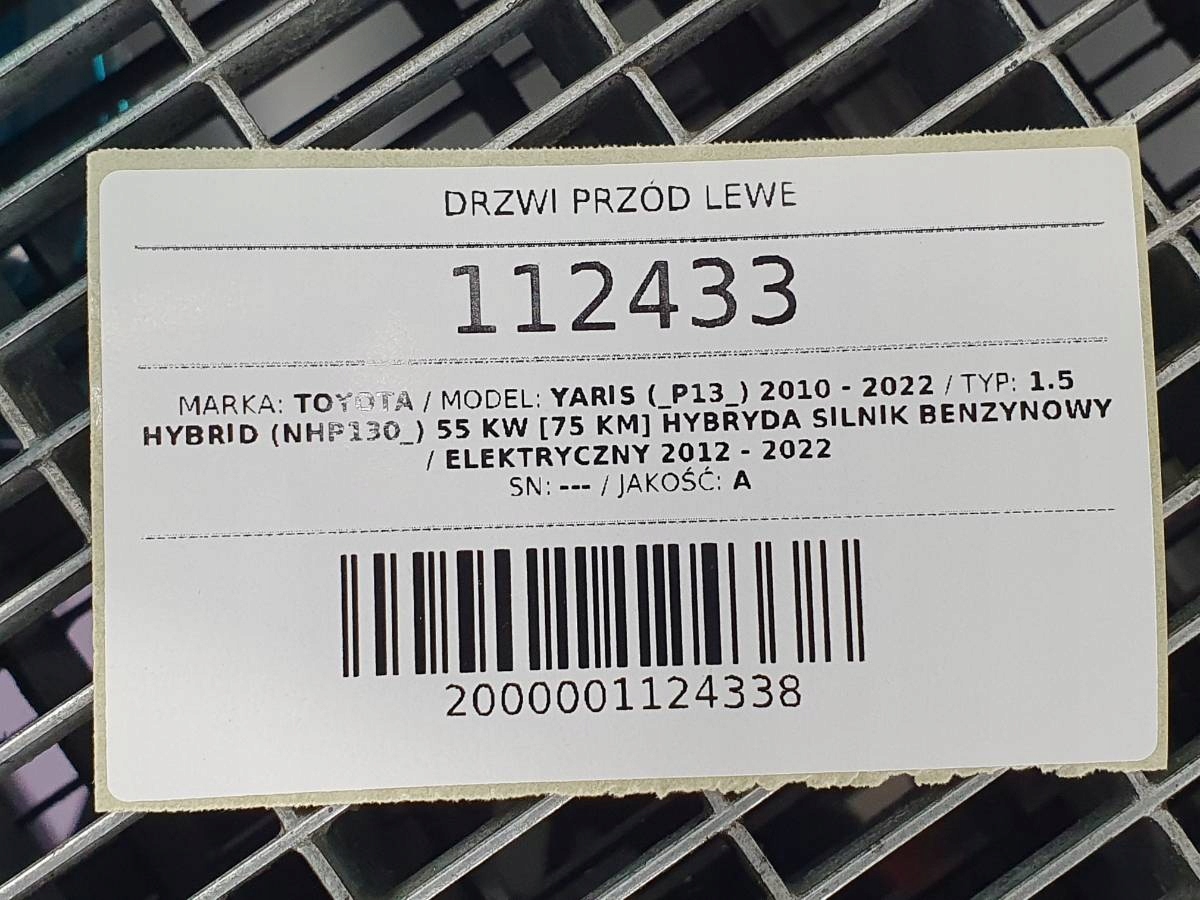 DRZWI PRZÓD LEWE
112433
MARKA: TOYOTA / MODEL: YARIS (_P13_) 2010 - 2022 / TYP: 1.5
HYBRID (NHP130_) 55 KW [75 KM] HYBRYDA SILNIK BENZYNOWY
/ ELEKTRYCZNY 2012 - 2022
SN: --- / JAKOŚĆ: A
2000001124338